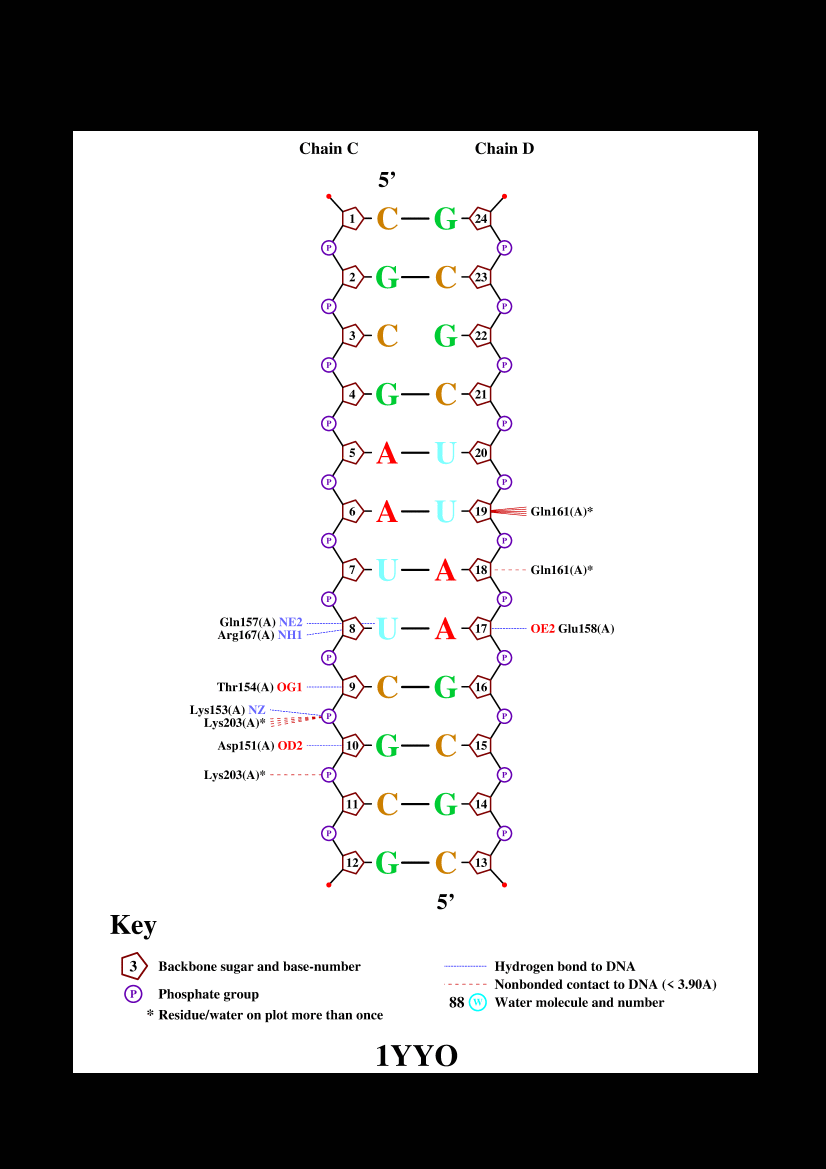 Chain C Chain D
5’
1 C G 24
P P
2 G C 23
P P
3 C G 22
P P
4 G C 21
P P
5 A U 20
P P
6 A U 19 Gln161(A)*
P P
7 U A 18 Gln161(A)*
P P
Gln157(A) NE2
Arg167(A) NH1
8 U A 17 OE2 Glu158(A)
P P
Thr154(A) OG1 9 C G 16
Lys153(A) NZ
Lys203(A)*
P P
Asp151(A) OD2 10 G C 15
Lys203(A)* P P
11 C G 14
P P
12 G C 13
5’
Key
3 Backbone sugar and base-number
P Phosphate group
* Residue/water on plot more than once
Hydrogen bond to DNA
Nonbonded contact to DNA (< 3.90A)
88 W Water molecule and number
1YYO